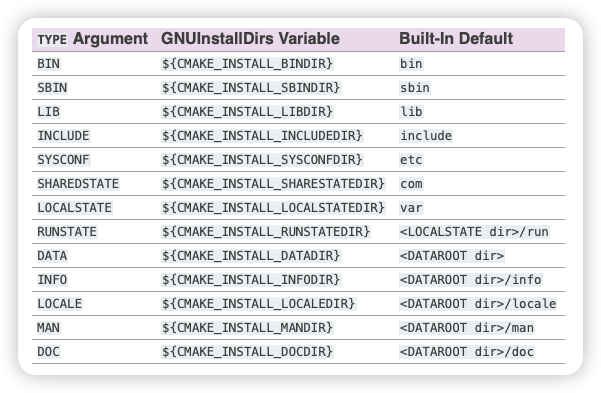 TYPE Argument GNUInstallDirs Variable Built-In Default
BIN ${CMAKE_INSTALL_BINDIR} bin
SBIN ${CMAKE_INSTALL_SBINDIR} sbin
LIB ${CMAKE_INSTALL_LIBDIR} lib
INCLUDE ${CMAKE_INSTALL_INCLUDEDIR} include
SYSCONF ${CMAKE_INSTALL_SYSCONFDIR} etc
SHAREDSTATE ${CMAKE_INSTALL_SHARESTATEDIR} com
LOCALSTATE ${CMAKE_INSTALL_LOCALSTATEDIR} var
RUNSTATE ${CMAKE_INSTALL_RUNSTATEDIR} <LOCALSTATE dir>/run
DATA ${CMAKE_INSTALL_DATADIR} <DATAROOT dir>
INFO ${CMAKE_INSTALL_INFODIR} <DATAROOT dir>/info
LOCALE ${CMAKE_INSTALL_LOCALEDIR} <DATAROOT dir>/locale
MAN ${CMAKE_INSTALL_MANDIR} <DATAROOT dir>/man
DOC ${CMAKE_INSTALL_DOCDIR} <DATAROOT dir>/doc